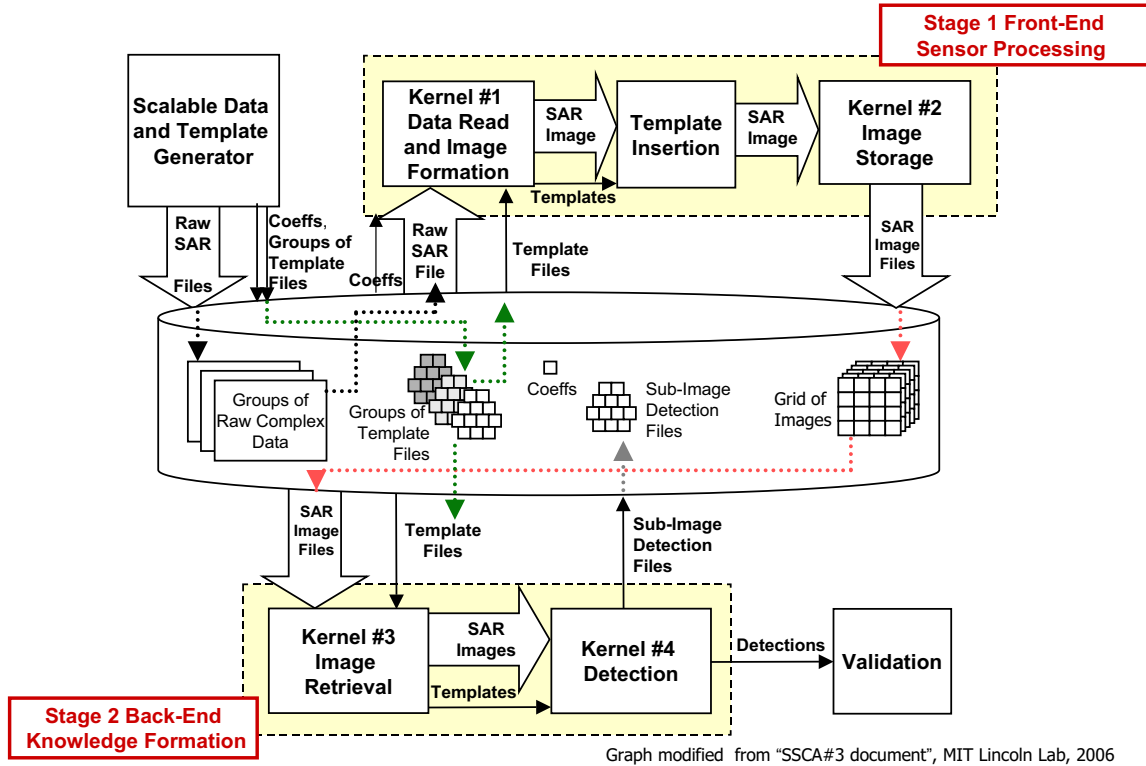 Stage 1 Front-End
Sensor Processing
Scalable Data
and Template
Generator
Kernel #1
Data Read
and Image
Formation
SAR
Image
Template
Insertion
SAR
Image
Kernel #2
Image
Storage
Templates
Raw
SAR
Files
Coeffs,
Groups of
Template
Files
Coeffs
Raw
SAR
File
Template
Files
SAR
Image
Files
Groups of
Raw Complex
Data
Groups of
Template
Files
Coeffs
Sub-Image
Detection
Files
Grid of
Images
SAR
Image
Files
Template
Files
Sub-Image
Detection
Files
Kernel #3
Image
Retrieval
SAR
Images
Templates
Kernel #4
Detection
Detections
Validation
Stage 2 Back-End
Knowledge Formation
Graph modified from “SSCA#3 document”, MIT Lincoln Lab, 2006